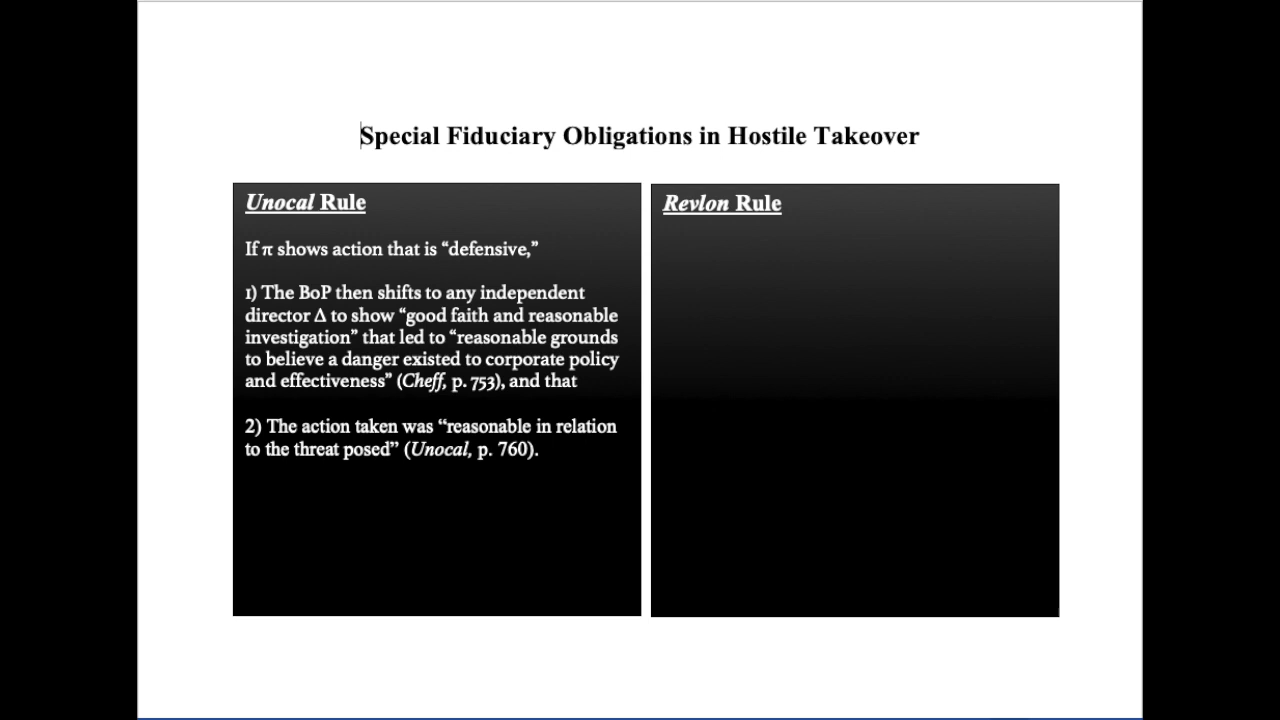 Special Fiduciary Obligations in Hostile Takeover
Unocal Rule
If π shows action that is “defensive,”
1) The BoP then shifts to any independent
director Δ to show “good faith and reasonable
investigation” that led to “reasonable grounds
to believe a danger existed to corporate policy
and effectiveness” (Cheff, p. 753), and that
2) The action taken was “reasonable in relation
to the threat posed” (Unocal, p. 760).
Revlon Rule